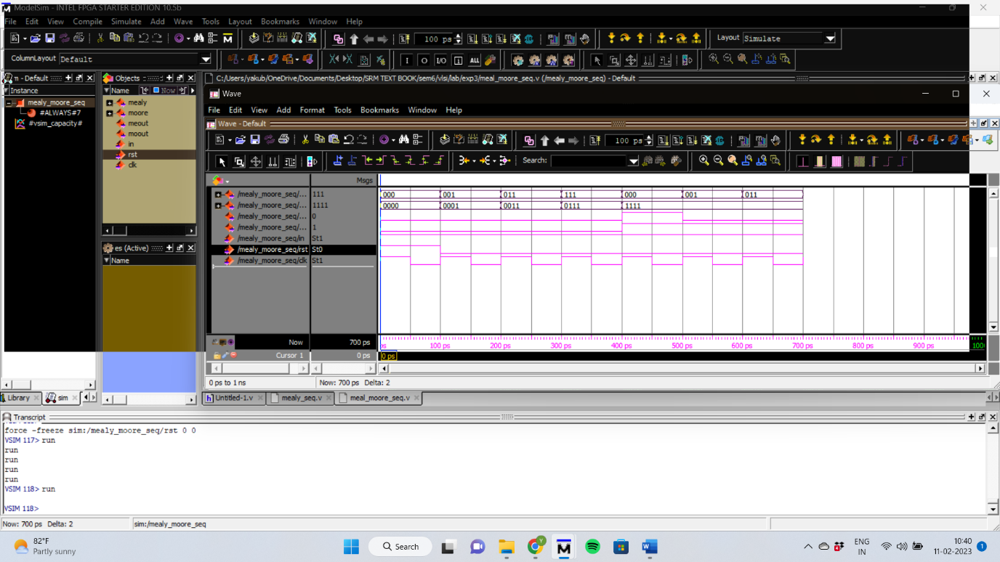 ModelSim - INTEL FPGA STARTER EDITION 10.5b
File Edit View Compile Simulate Add Wave Tools Layout Bookmarks Window Help
100 ps
Layout Simulate
ColumnLayout Default
I O I/O ALL
m - Default
Objects
C:/Users/yakub/OneDrive/Documents/Desktop/SRM TEXT BOOK/sem6/vlsi/lab/exp3/meal_moore_seq.v (/mealy_moore_seq) - Default
Instance
mealy_moore_seq
#ALWAYS#7
#vsim_capacity#
Name Now
mealy
moore
meout
moout
in
rst
clk
es (Active)
Name
Wave
File Edit View Add Format Tools Bookmarks Window Help
Wave - Default
100 ps
Search:
Msgs
/mealy_moore_seq/... 111 000 001 011 111 000 001 011
/mealy_moore_seq/... 1111 0000 0001 0011 0111 1111
/mealy_moore_seq/... 0
/mealy_moore_seq/... 1
/mealy_moore_seq/in St1
/mealy_moore_seq/rst St0
/mealy_moore_seq/clk St1
Now 700 ps ps 100 ps 200 ps 300 ps 400 ps 500 ps 600 ps 700 ps 800 ps 900 ps 100
Cursor 1 0 ps 0 ps
0 ps to 1 ns Now: 700 ps Delta: 2
Library sim
Untitled-1.v mealy_seq.v meal_moore_seq.v
Transcript
force -freeze sim:/mealy_moore_seq/rst 0 0
VSIM 117> run
run
run
run
run
VSIM 118> run
VSIM 118>
Now: 700 ps Delta: 2 sim:/mealy_moore_seq
82°F
Partly sunny
Search
Y
ENG
IN
10:40
11-02-2023
1